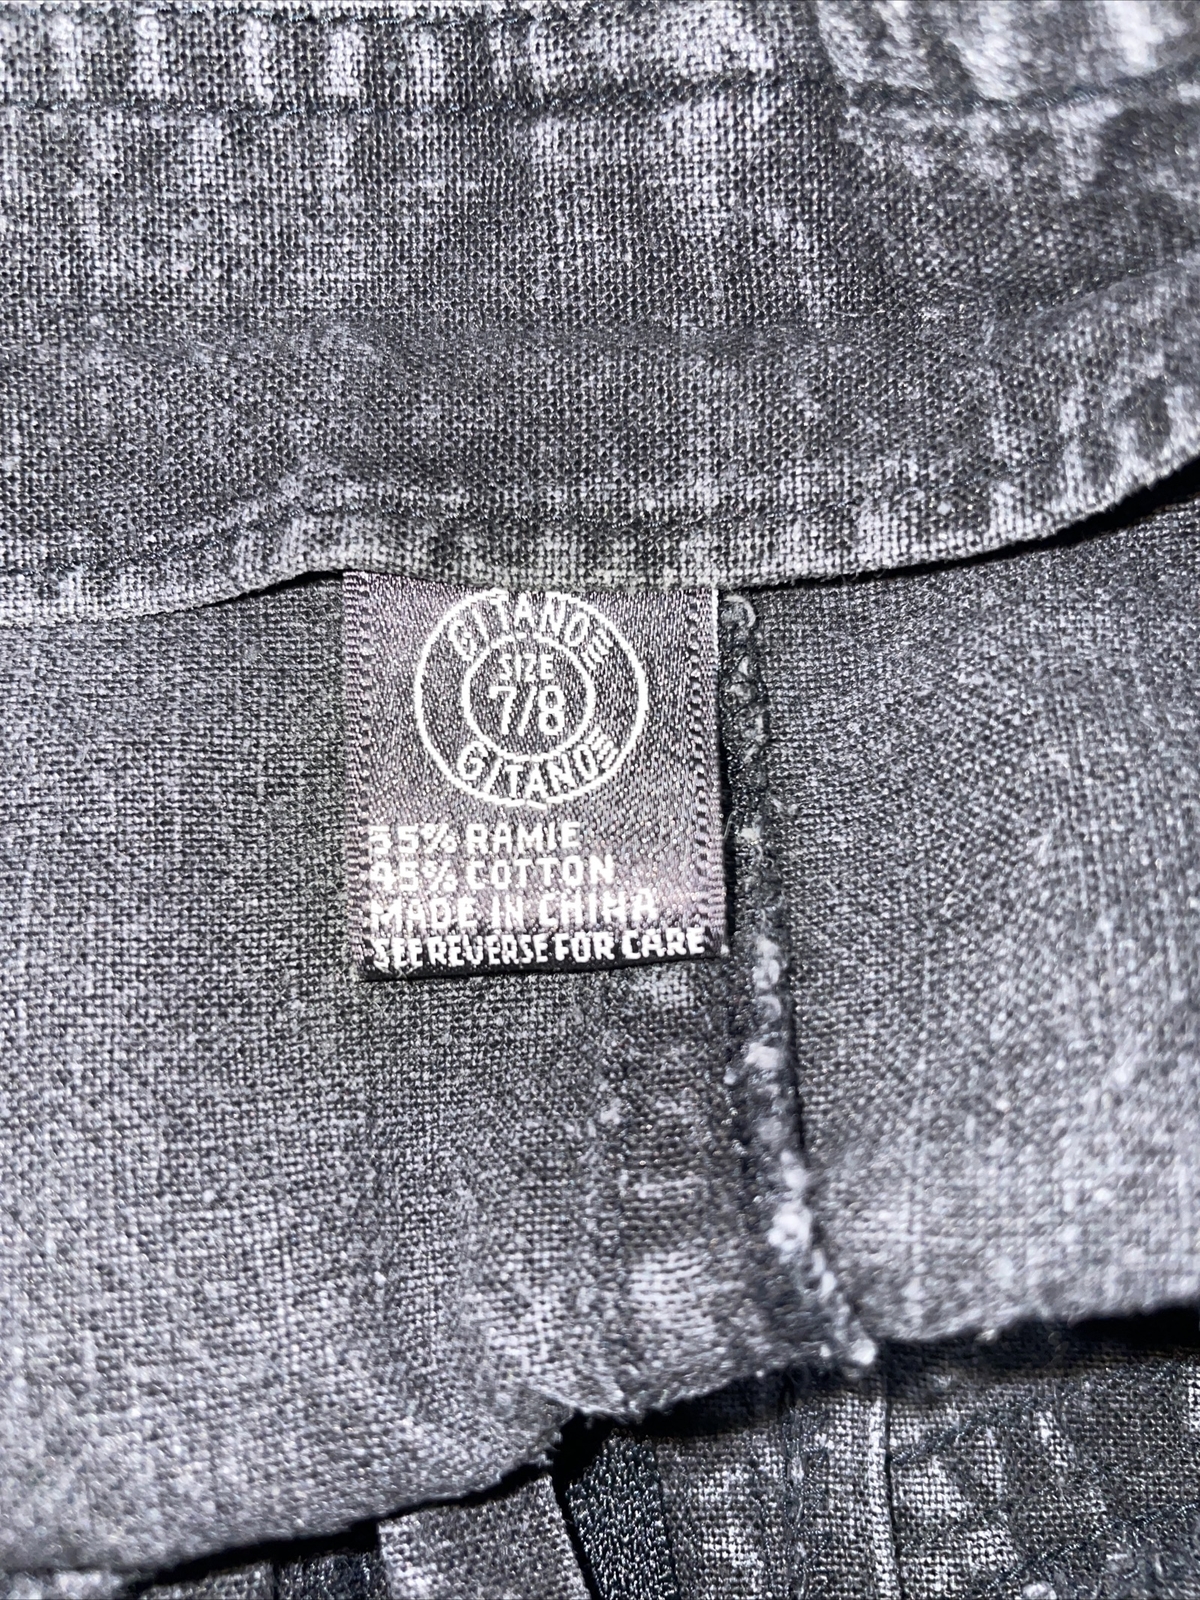 GITANO
SIZE
7/8
GITANO
55% RAMIE
45% COTTON
MADE IN CHINA
SEE REVERSE FOR CARE